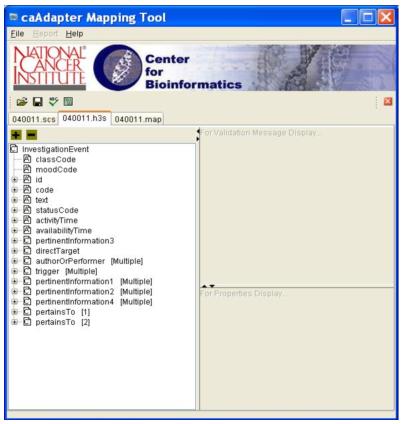 caAdapter Mapping Tool
File Report Help
NATIONAL
CANCER
INSTITUTE
Center
for
Bioinformatics
040011.scs 040011.h3s 040011.map
InvestigationEvent
classCode
moodCode
id
code
text
statusCode
activityTime
availabilityTime
pertinentInformation3
directTarget
authorOrPerformer [Multiple]
trigger [Multiple]
pertinentInformation1 [Multiple]
pertinentInformation2 [Multiple]
pertinentInformation4 [Multiple]
pertainsTo [1]
pertainsTo [2]
For Validation Message Display...
For Properties Display...